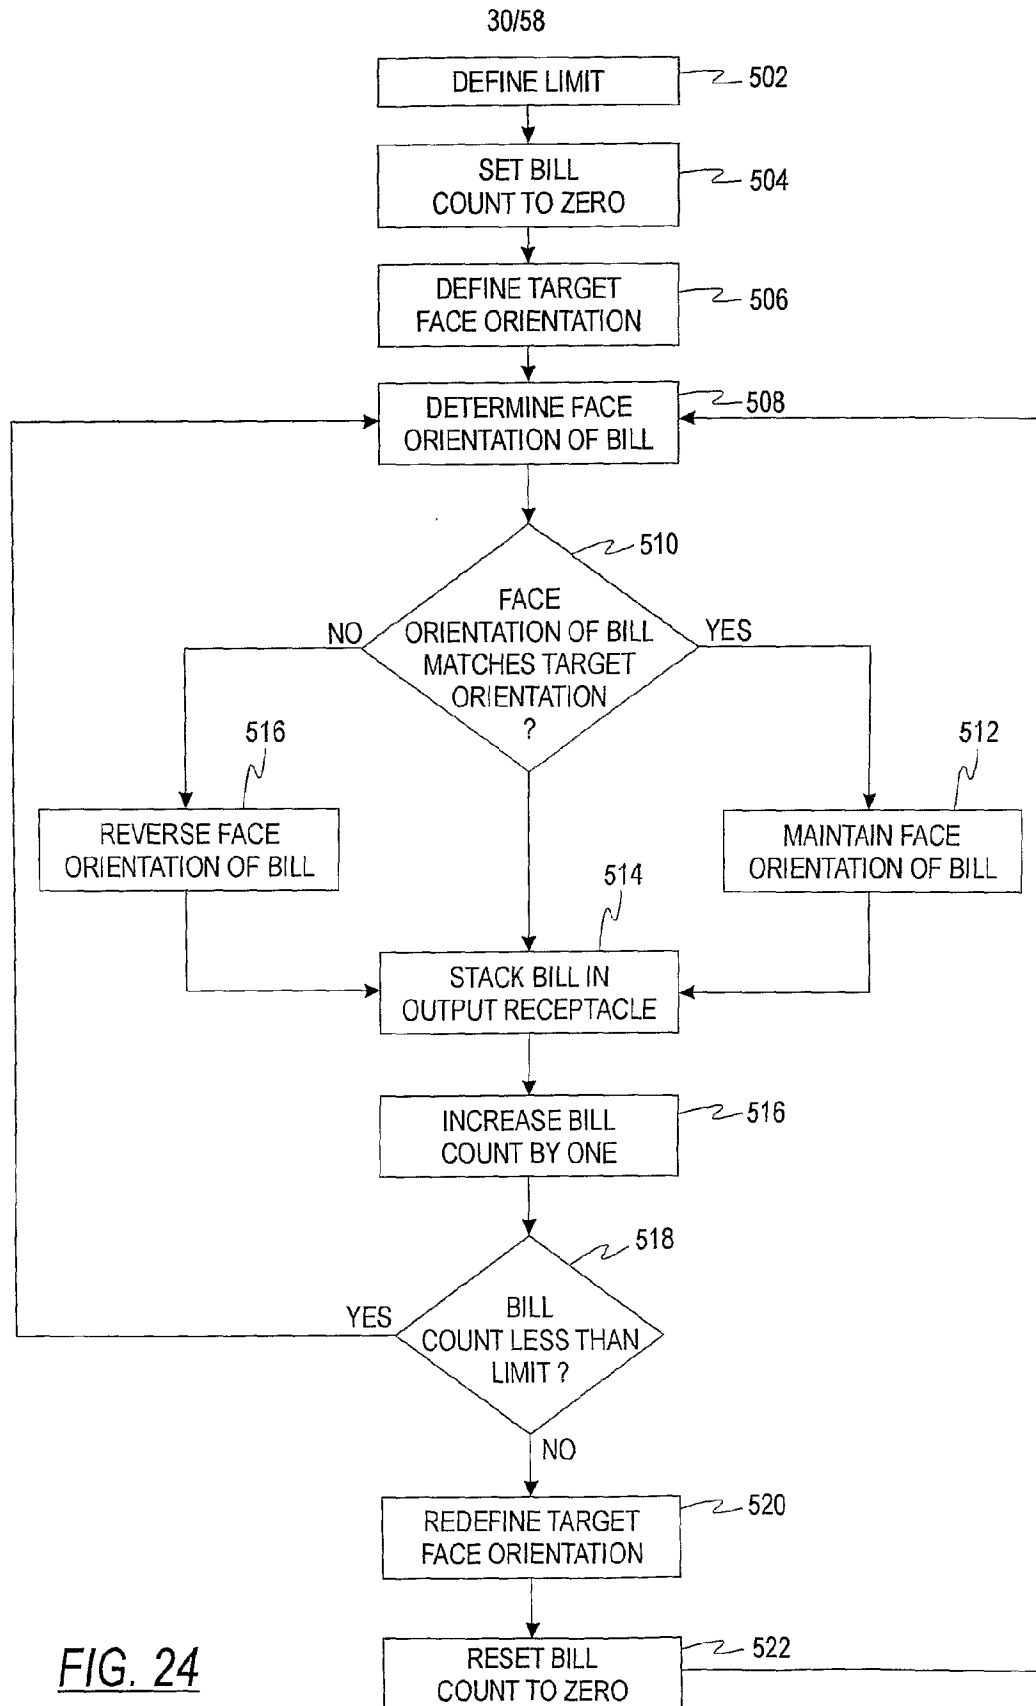 30/58
DEFINE LIMIT
502
SET BILL
COUNT TO ZERO
504
DEFINE TARGET
FACE ORIENTATION
506
DETERMINE FACE
ORIENTATION OF BILL
508
510
FACE
ORIENTATION OF BILL
MATCHES TARGET
ORIENTATION
?
NO
YES
516
REVERSE FACE
ORIENTATION OF BILL
512
MAINTAIN FACE
ORIENTATION OF BILL
514
STACK BILL IN
OUTPUT RECEPTACLE
INCREASE BILL
COUNT BY ONE
516
518
BILL
COUNT LESS THAN
LIMIT ?
YES
NO
REDEFINE TARGET
FACE ORIENTATION
520
RESET BILL
COUNT TO ZERO
522
FIG. 24